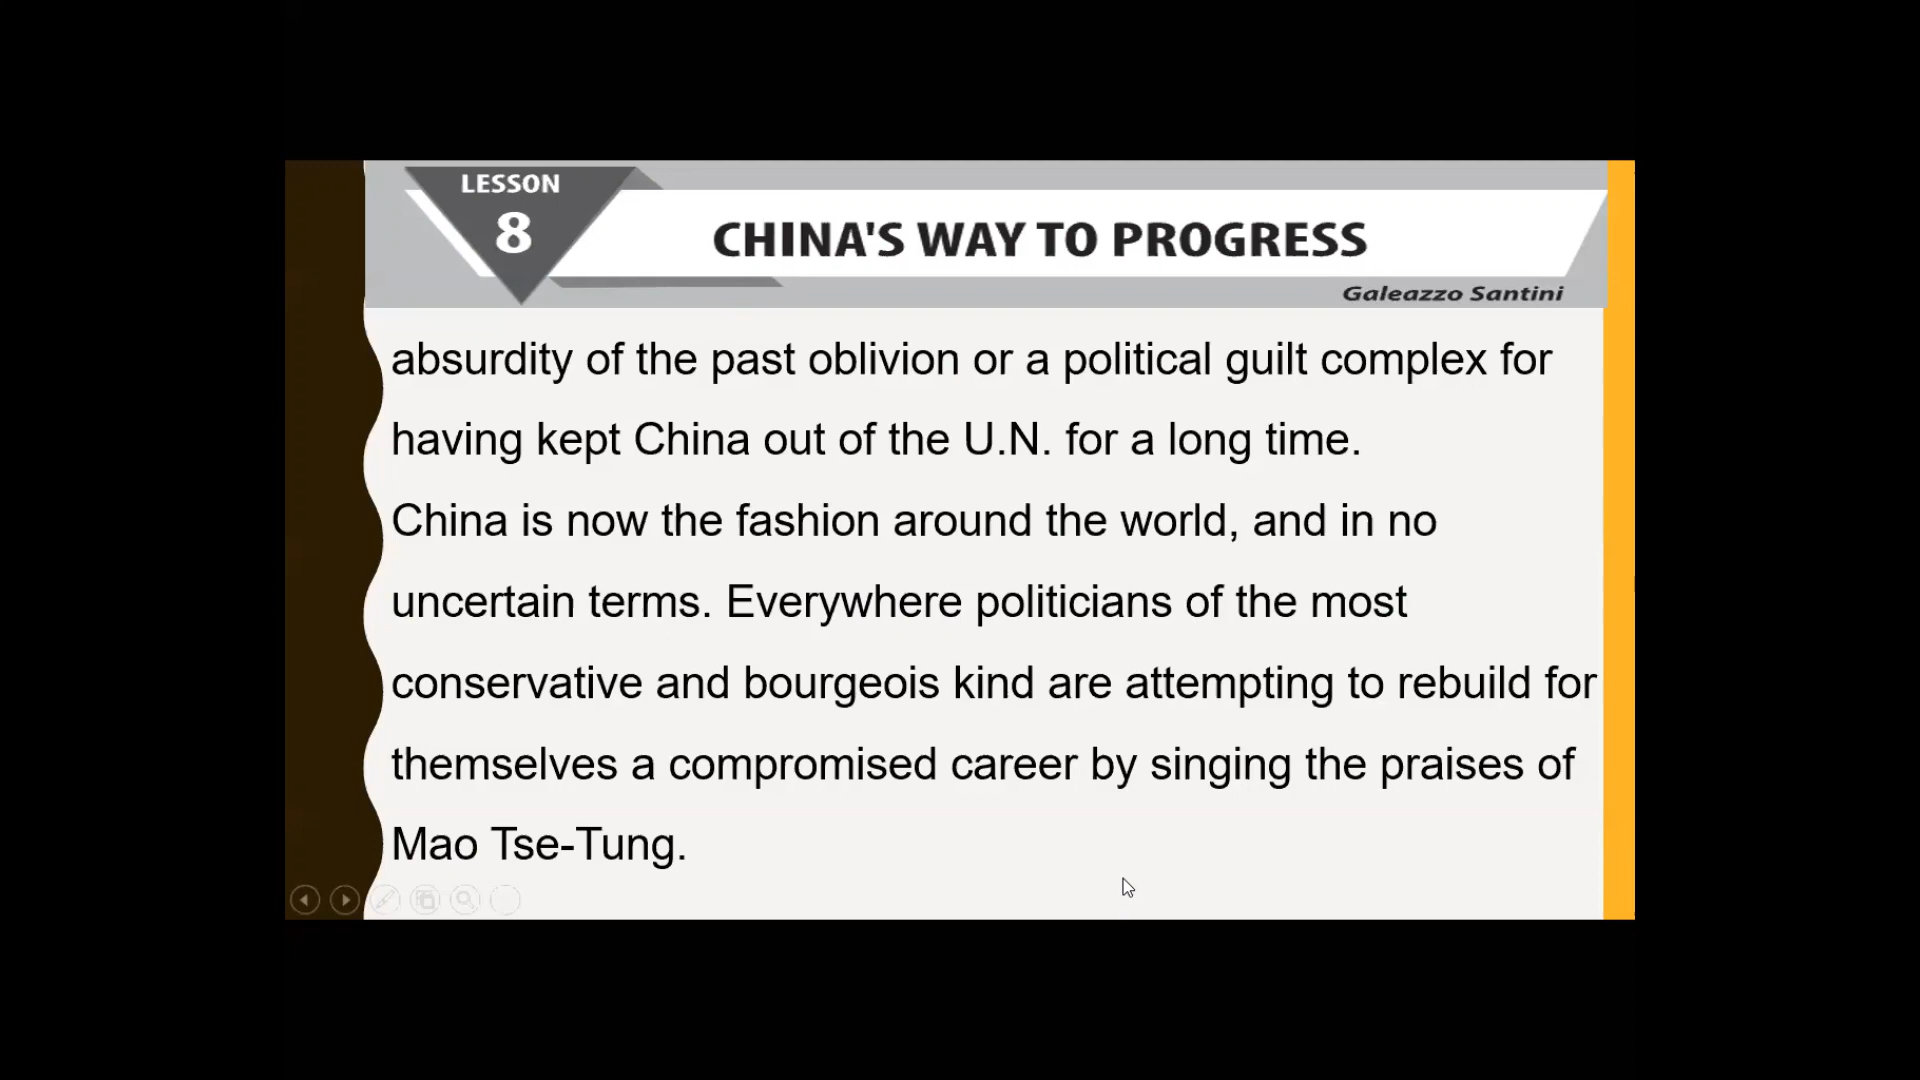 LESSON
8
CHINA'S WAY TO PROGRESS
Galeazzo Santini
absurdity of the past oblivion or a political guilt complex for
having kept China out of the U.N. for a long time.
China is now the fashion around the world, and in no
uncertain terms. Everywhere politicians of the most
conservative and bourgeois kind are attempting to rebuild for
themselves a compromised career by singing the praises of
Mao Tse-Tung.